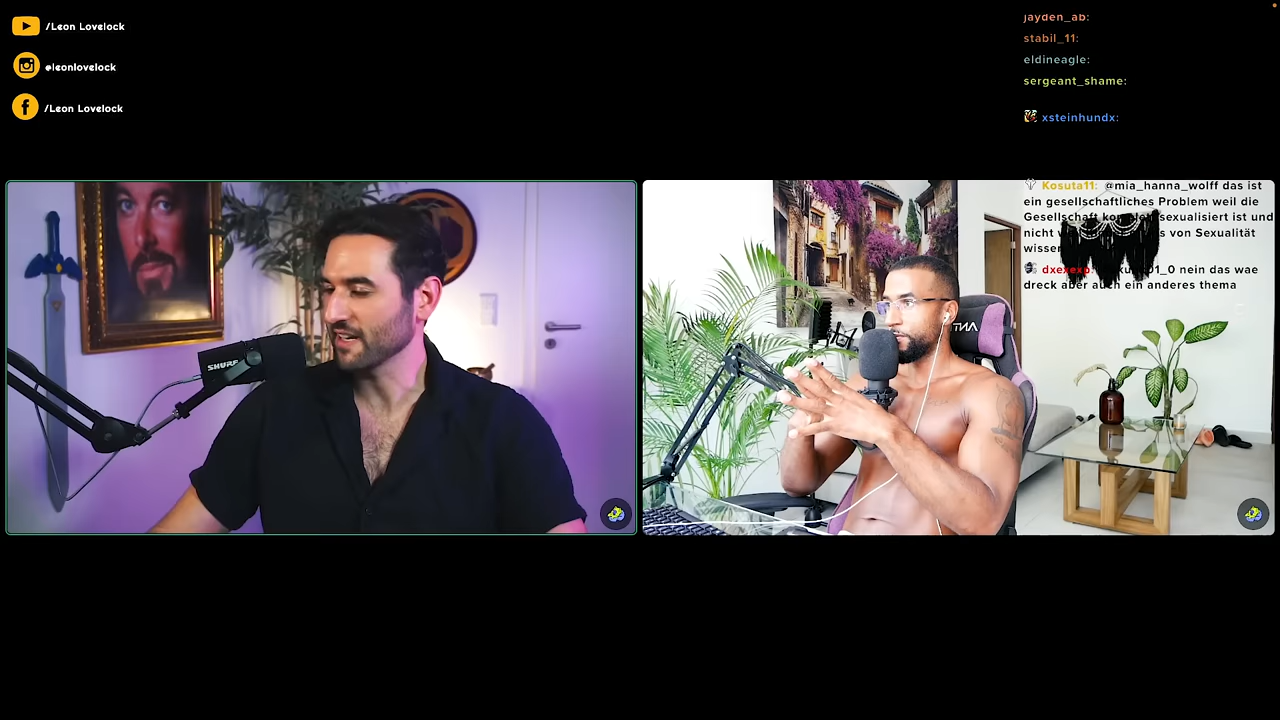 /Leon Lovelock
@leonlovelock
/Leon Lovelock
jayden_ab:
stabil_11:
eldineagle:
sergeant_shame:
xsteinhundx:
Kosuta11: @mia_hanna_wolff das ist
ein gesellschaftliches Problem weil die
Gesellschaft sexualisiert ist und
nicht von Sexualität
wissen
dxexexp: nein das wae
dreck aber auch ein anderes thema
SHURE